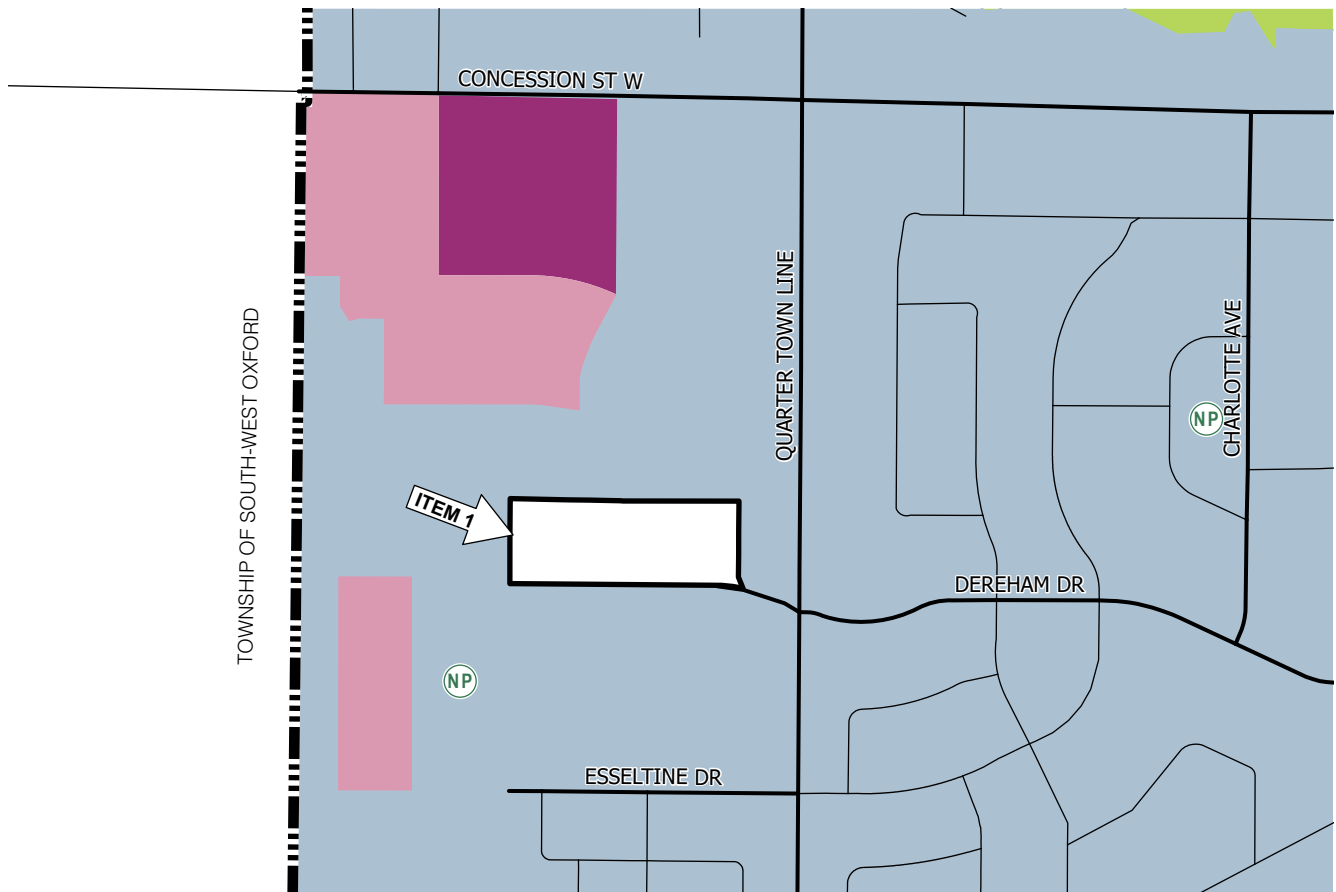 CONCESSION ST W
QUARTER TOWN LINE
CHARLOTTE AVE
NP
TOWNSHIP OF SOUTH-WEST OXFORD
ITEM 1
DEREHAM DR
NP
ESSELTINE DR